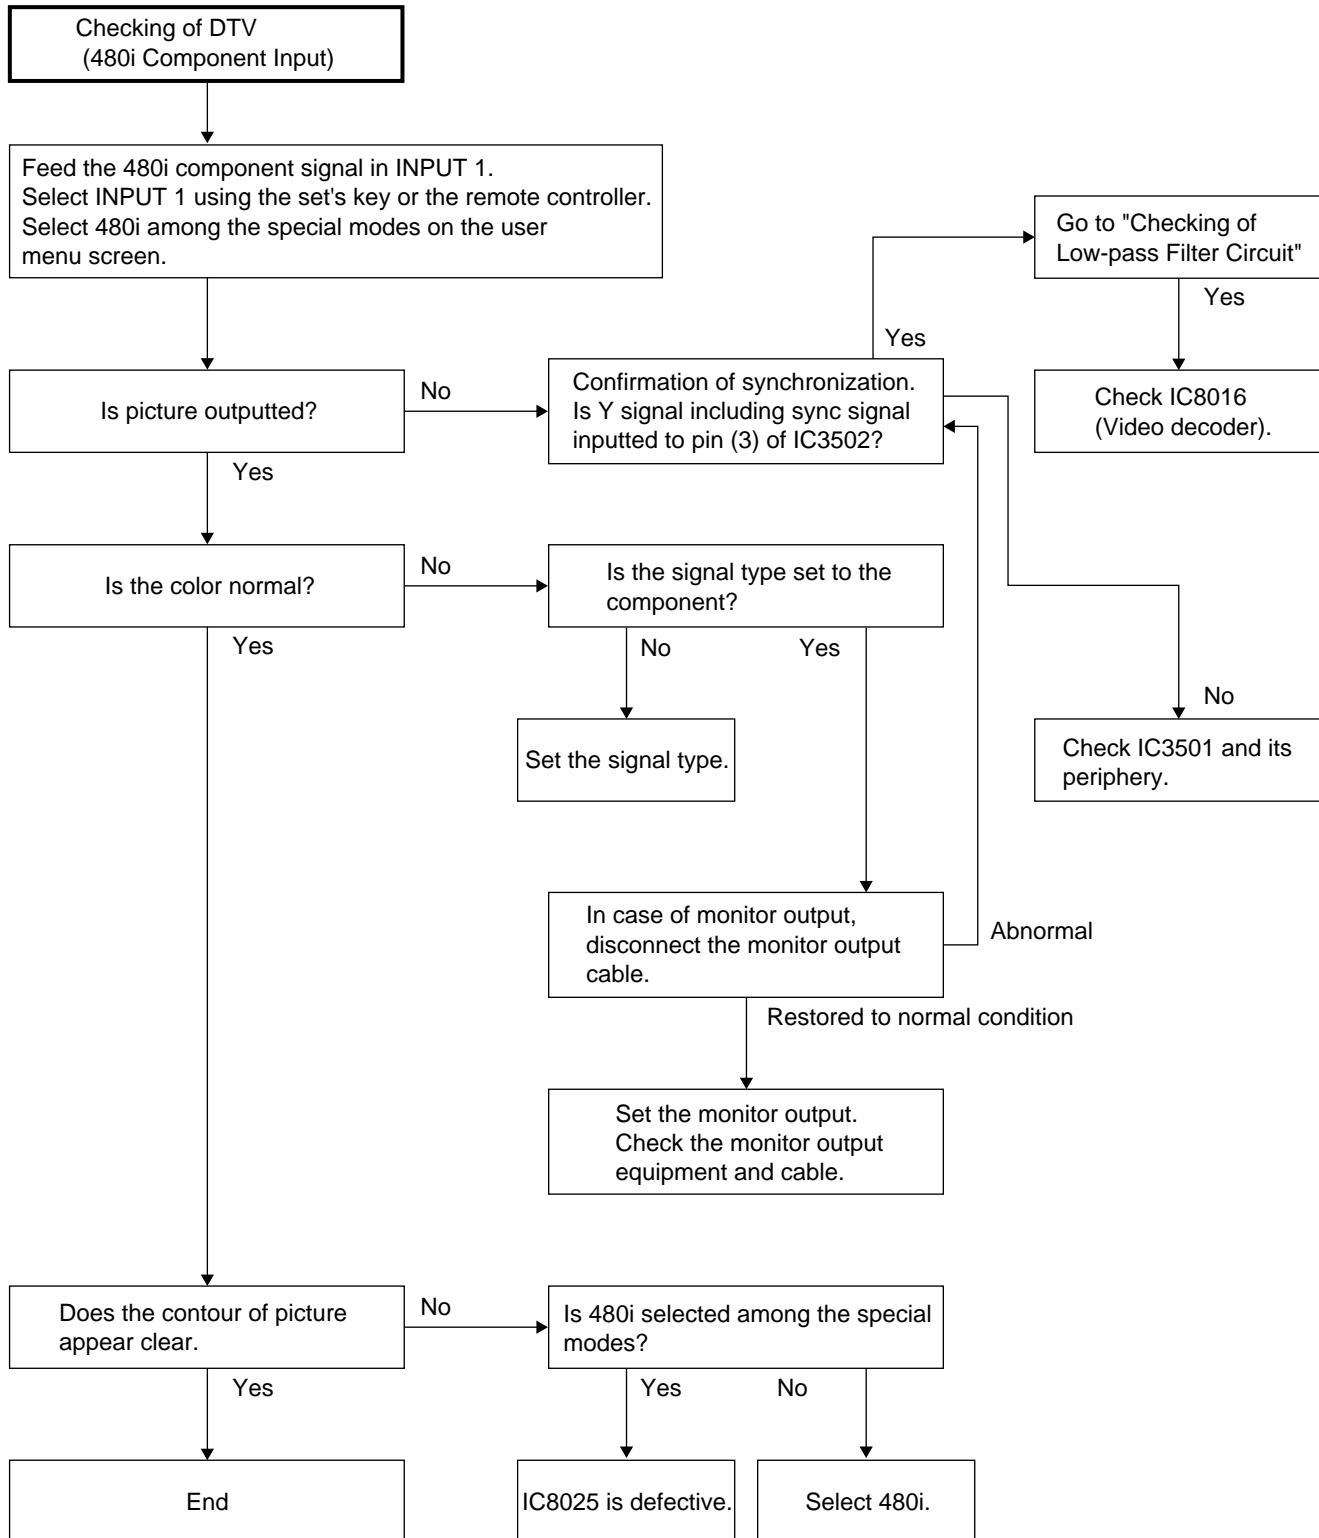 Checking of DTV
(480i Component Input)
Feed the 480i component signal in INPUT 1.
Select INPUT 1 using the set's key or the remote controller.
Select 480i among the special modes on the user
menu screen.
Go to "Checking of
Low-pass Filter Circuit"
Yes
Yes
Is picture outputted?
No
Confirmation of synchronization.
Is Y signal including sync signal
inputted to pin (3) of IC3502?
Check IC8016
(Video decoder).
Yes
Is the color normal?
No
Is the signal type set to the
component?
Yes
No
Yes
No
Set the signal type.
Check IC3501 and its
periphery.
In case of monitor output,
disconnect the monitor output
cable.
Abnormal
Restored to normal condition
Set the monitor output.
Check the monitor output
equipment and cable.
Does the contour of picture
appear clear.
No
Is 480i selected among the special
modes?
Yes
Yes
No
End
IC8025 is defective.
Select 480i.